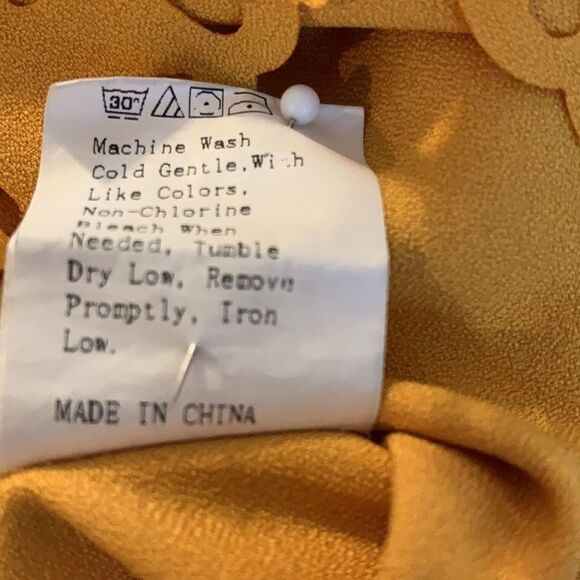 30°
Machine Wash
Cold Gentle, With
Like Colors,
Non-Chlorine
Bleach When
Needed, Tumble
Dry Low, Remove
Promptly, Iron
Low.
MADE IN CHINA